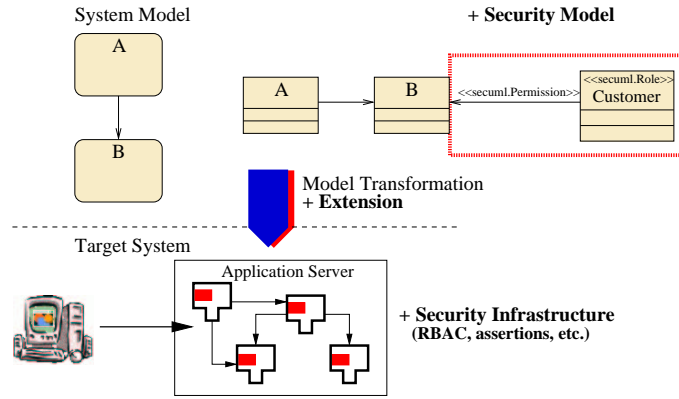 System Model
+ Security Model
A
B
A
B
<<secuml.Permission>>
<<secuml.Role>>
Customer
Model Transformation
+ Extension
Target System
Application Server
+ Security Infrastructure
(RBAC, assertions, etc.)